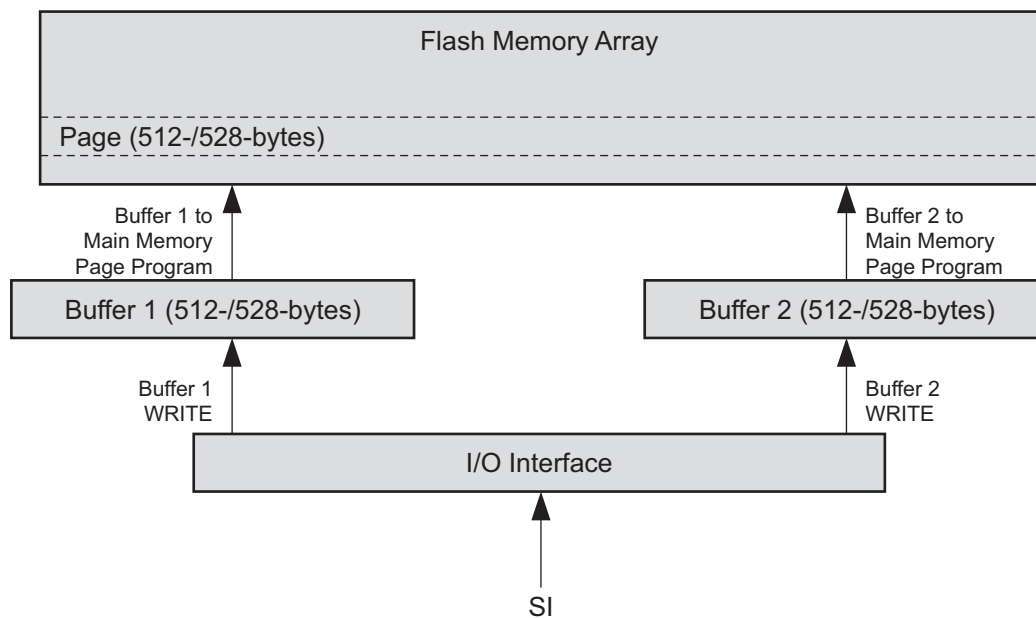 Flash Memory Array
Page (512-/528-bytes)
Buffer 1 to
Main Memory
Page Program
Buffer 2 to
Main Memory
Page Program
Buffer 1 (512-/528-bytes)
Buffer 2 (512-/528-bytes)
Buffer 1
WRITE
Buffer 2
WRITE
I/O Interface
SI